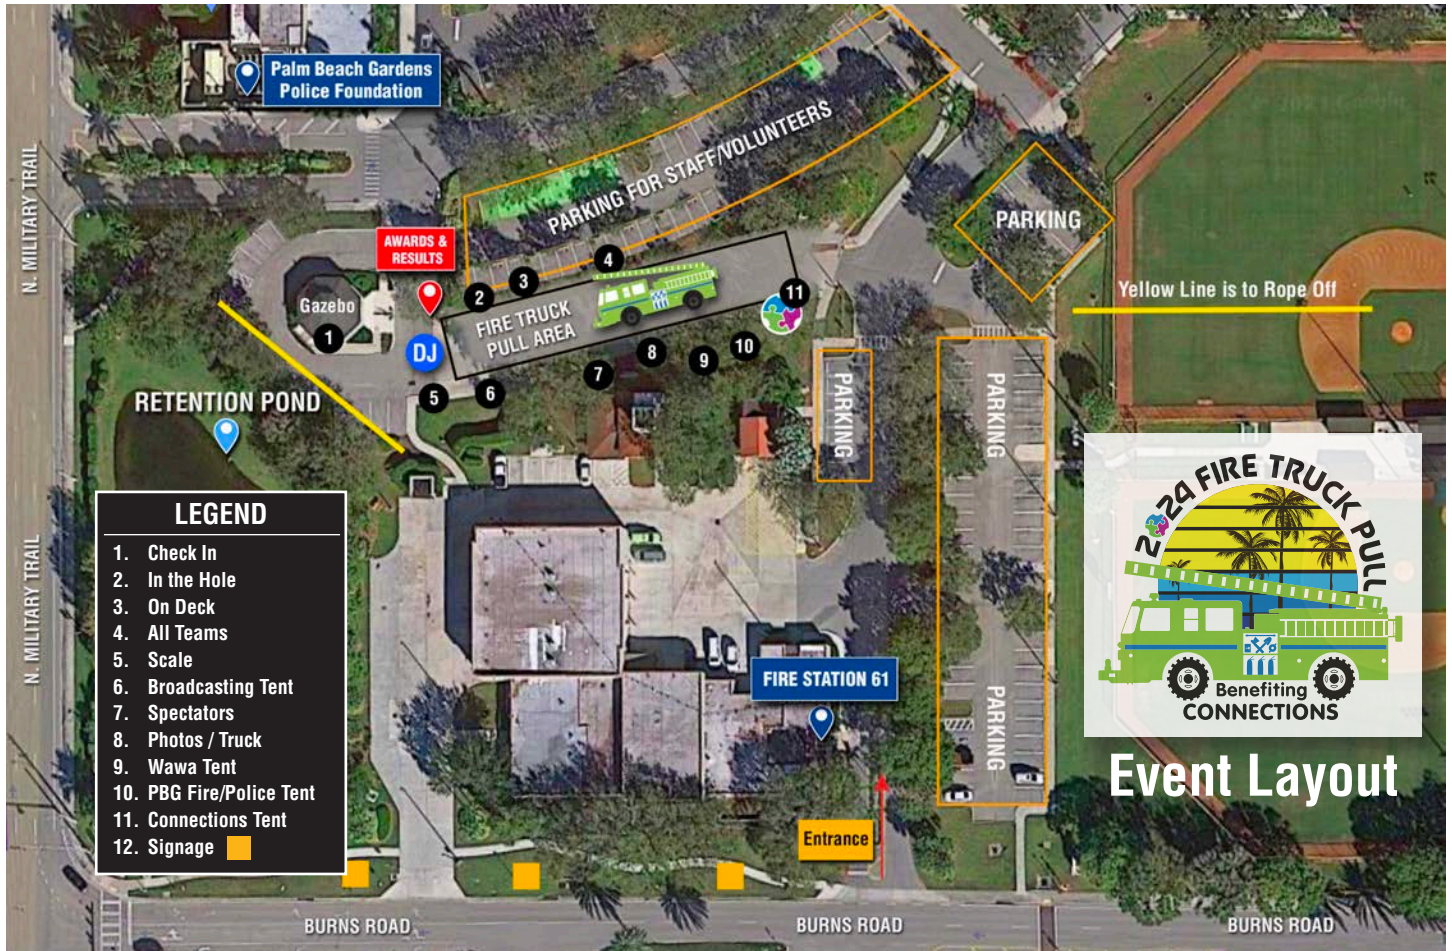 Palm Beach Gardens
Police Foundation
N. MILITARY TRAIL
PARKING FOR STAFF/VOLUNTEERS
PARKING
AWARDS &
RESULTS
4
3
2
11
Gazebo
1
FIRE TRUCK
PULL AREA
Yellow Line is to Rope Off
DJ
10
9
8
7
6
5
RETENTION POND
PARKING
PARKING
LEGEND
1. Check In
2. In the Hole
3. On Deck
4. All Teams
5. Scale
6. Broadcasting Tent
7. Spectators
8. Photos / Truck
9. Wawa Tent
10. PBG Fire/Police Tent
11. Connections Tent
12. Signage
N. MILITARY TRAIL
FIRE STATION 61
PARKING
2024 FIRE TRUCK PULL
Benefiting
CONNECTIONS
Event Layout
Entrance
BURNS ROAD
BURNS ROAD
BURNS ROAD